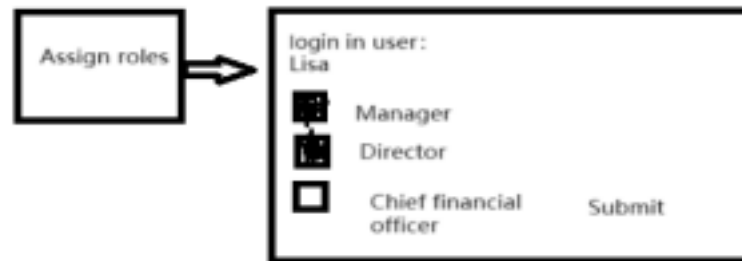 Assign roles
login in user:
Lisa
Manager
Director
Chief financial
officer
Submit